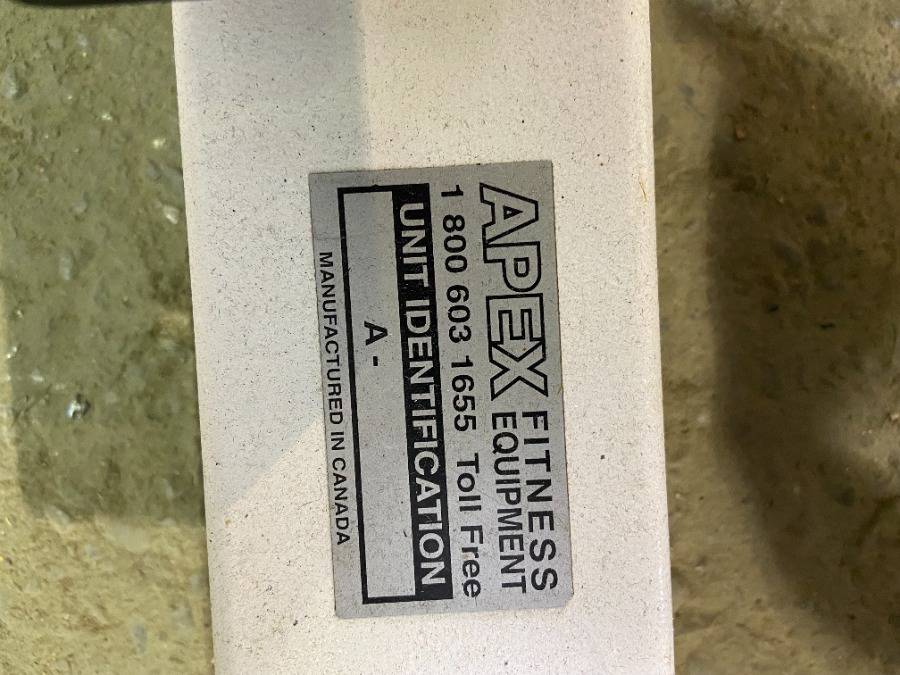 APEX FITNESS EQUIPMENT
1 800 603 1655 Toll Free
UNIT IDENTIFICATION
A -
MANUFACTURED IN CANADA